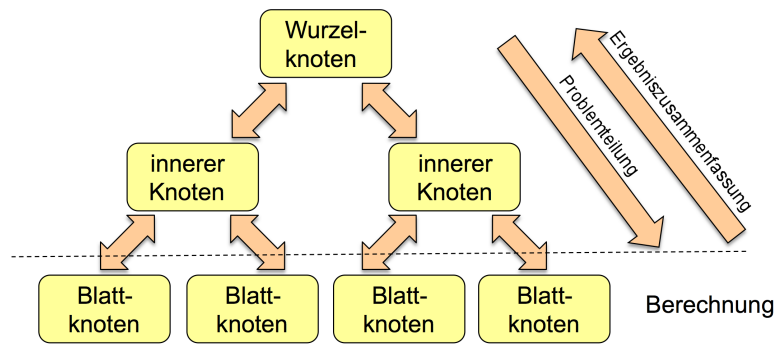 Wurzel-
knoten
Ergebniszusammenfassung
Problemteilung
innerer
Knoten
innerer
Knoten
Blatt-
knoten
Blatt-
knoten
Blatt-
knoten
Blatt-
knoten
Berechnung